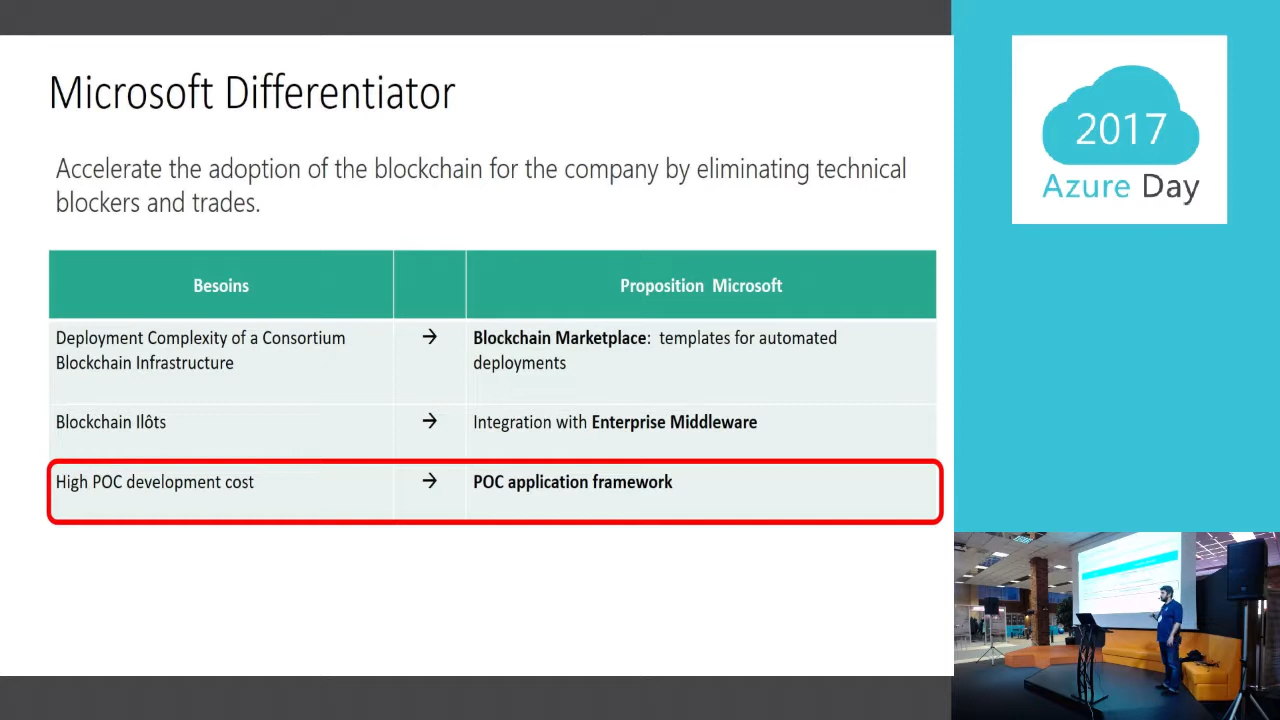 Microsoft Differentiator
Accelerate the adoption of the blockchain for the company by eliminating technical
blockers and trades.
Besoins
Proposition  Microsoft
Deployment Complexity of a Consortium
Blockchain Infrastructure
→
Blockchain Marketplace:  templates for automated
deployments
Blockchain Ilôts
→
Integration with Enterprise Middleware
High POC development cost
→
POC application framework
2017
Azure Day